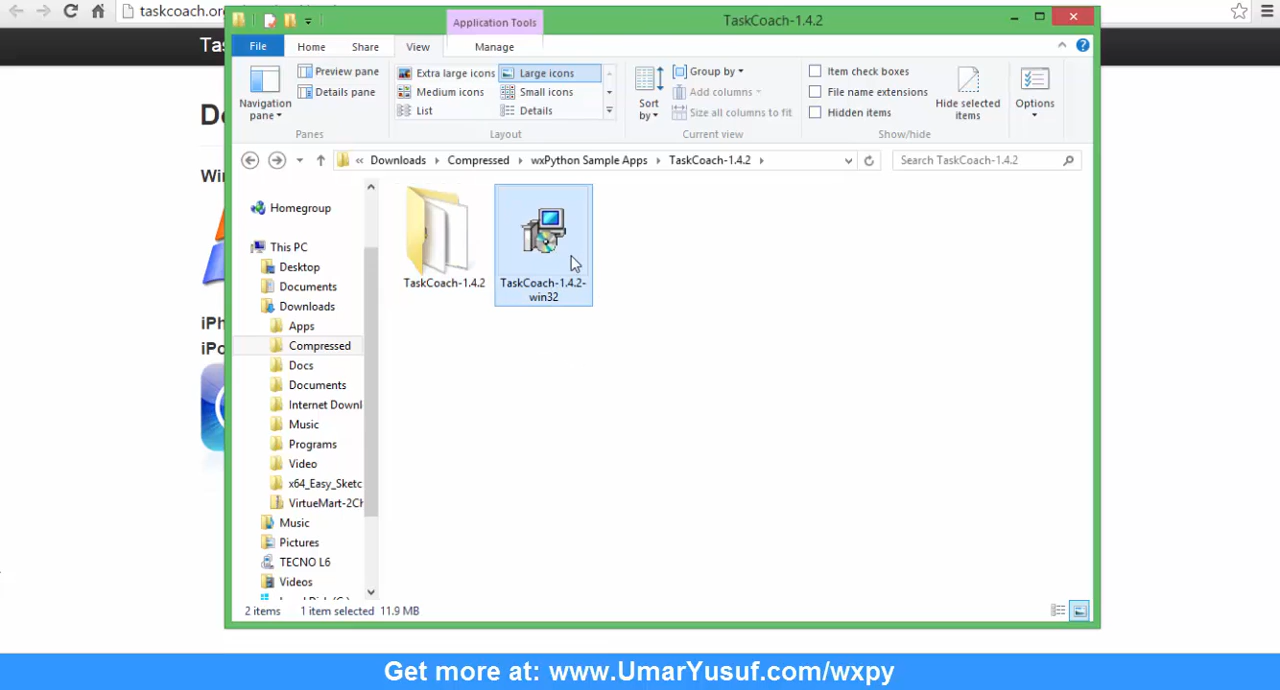 taskcoach.org
Ta
De
Win
iPh
iPo
Application Tools
TaskCoach-1.4.2
File
Home
Share
View
Manage
Navigation
pane
Preview pane
Details pane
Panes
Extra large icons
Large icons
Medium icons
Small icons
List
Details
Layout
Sort
by
Group by
Add columns
Size all columns to fit
Current view
Item check boxes
File name extensions
Hidden items
Hide selected
items
Show/hide
Options
« Downloads
Compressed
wxPython Sample Apps
TaskCoach-1.4.2
Search TaskCoach-1.4.2
Homegroup
This PC
Desktop
Documents
Downloads
Apps
Compressed
Docs
Documents
Internet Downl
Music
Programs
Video
x64_Easy_Sketc
VirtueMart-2Ch
Music
Pictures
TECNO L6
Videos
TaskCoach-1.4.2
TaskCoach-1.4.2-
win32
2 items
1 item selected 11.9 MB
Get more at: www.UmarYusuf.com/wxpy